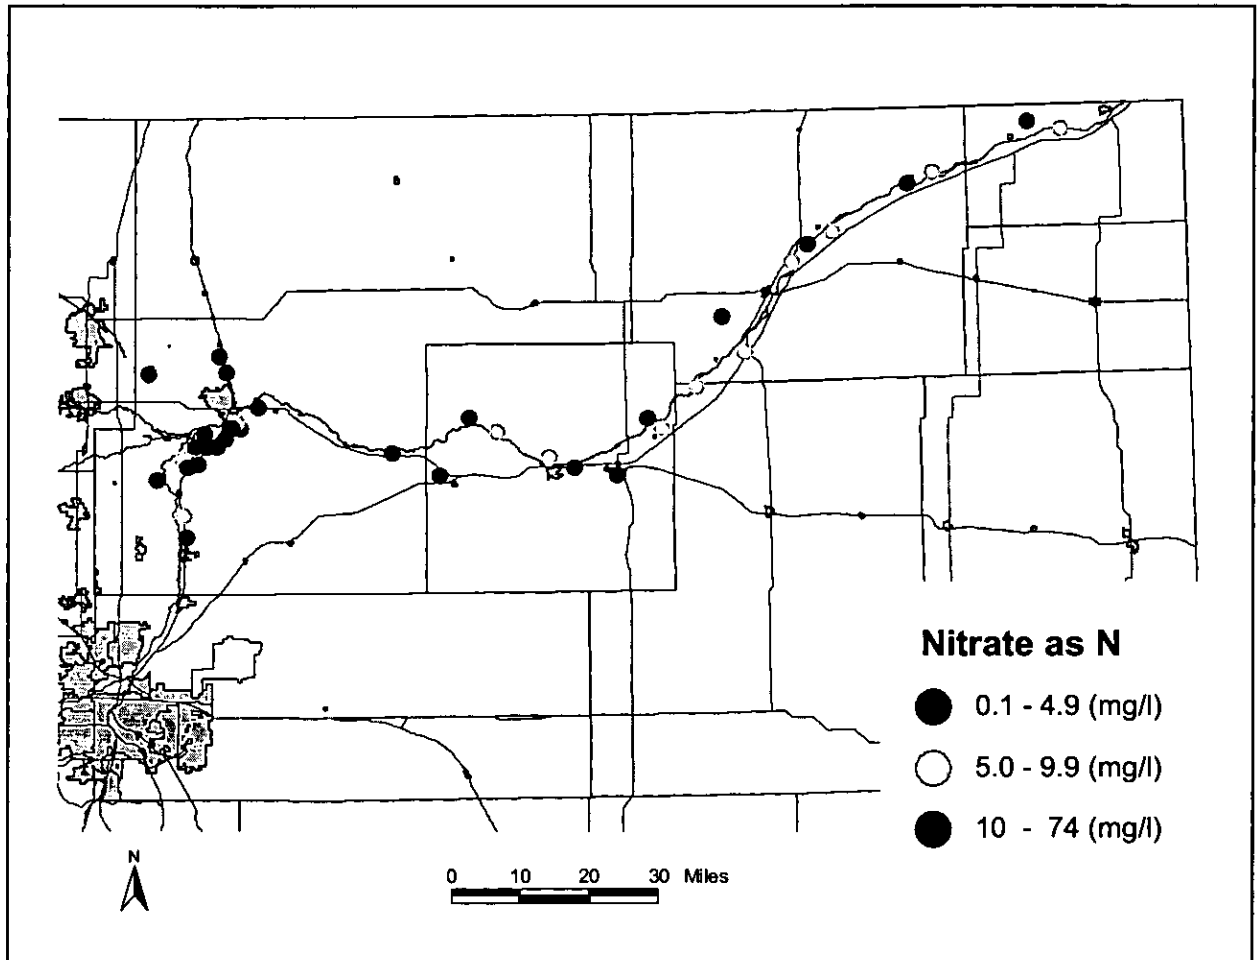 Nitrate as N
0.1 - 4.9 (mg/l)
5.0 - 9.9 (mg/l)
10 - 74 (mg/l)
N
0 10 20 30 Miles